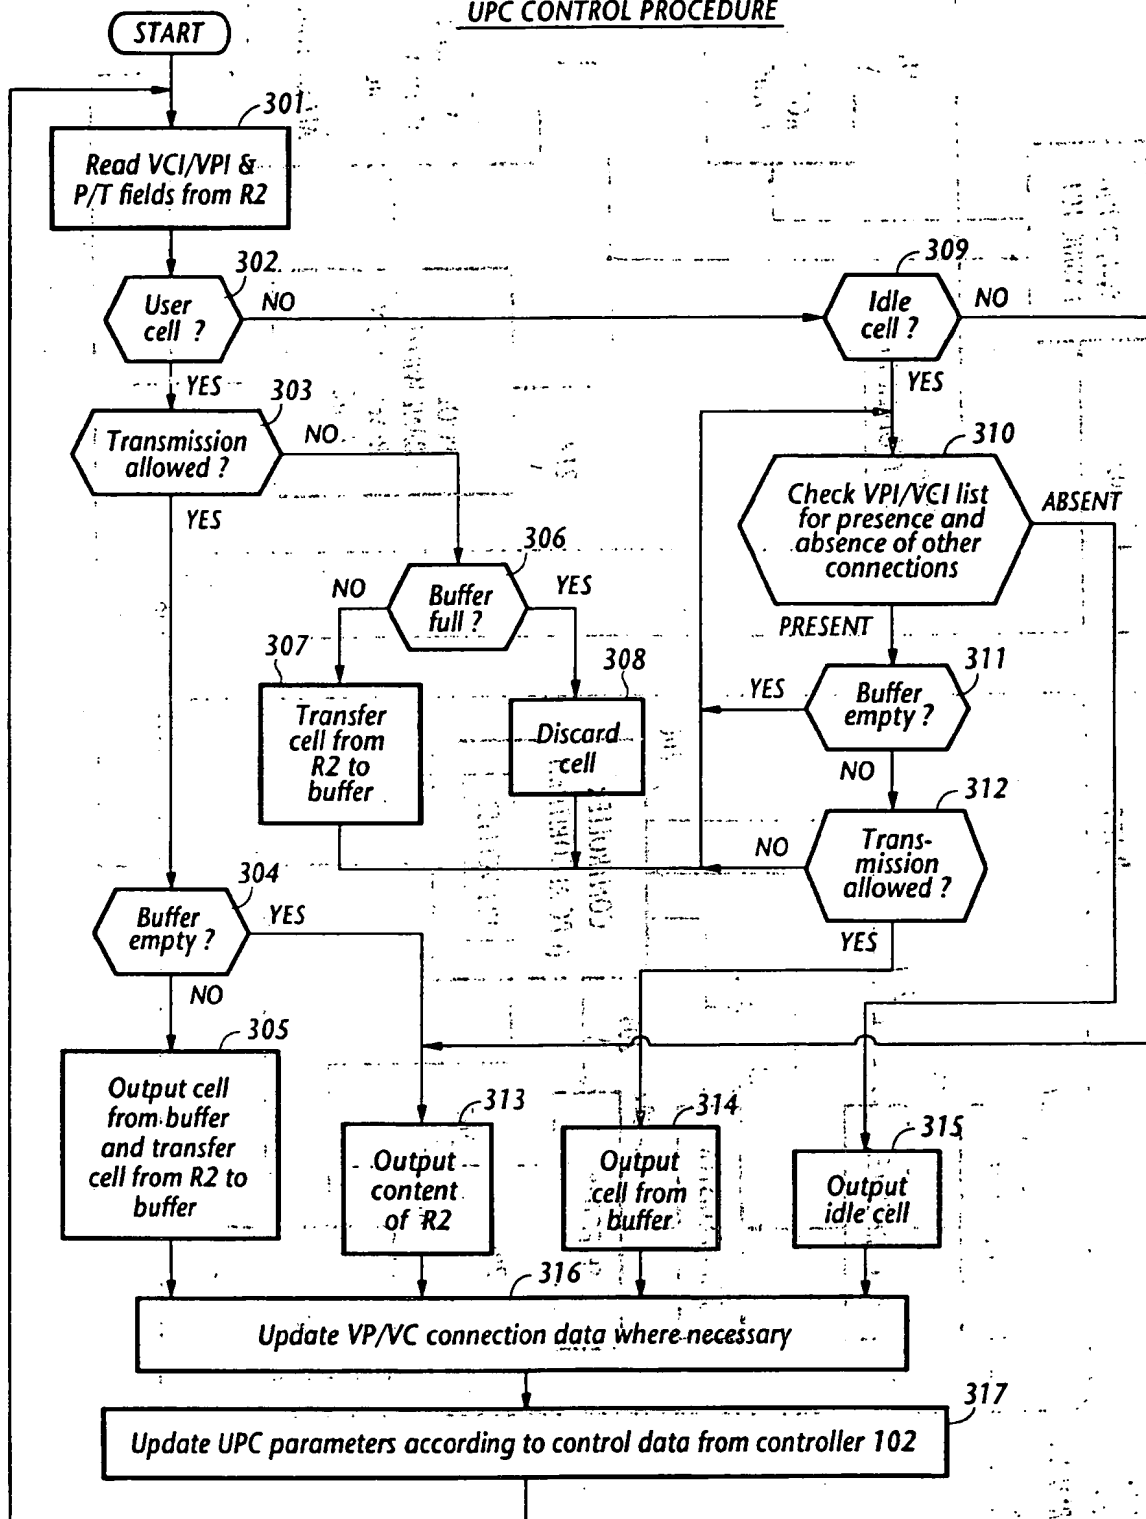 UPC CONTROL PROCEDURE
START
301
Read VCI/VPI &
P/T fields from R2
302
User
cell ?
NO
YES
309
Idle
cell ?
NO
YES
303
Transmission
allowed ?
NO
YES
310
Check VPI/VCI list
for presence and
absence of other
connections
ABSENT
PRESENT
306
Buffer
full ?
NO
YES
307
Transfer
cell from
R2 to
buffer
308
Discard
cell
311
Buffer
empty ?
YES
NO
312
Trans-
mission
allowed ?
NO
YES
304
Buffer
empty ?
YES
NO
305
Output cell
from buffer
and transfer
cell from R2 to
buffer
313
Output
content
of R2
314
Output
cell from
buffer
315
Output
idle cell
316
Update VP/VC connection data where necessary
317
Update UPC parameters according to control data from controller 102